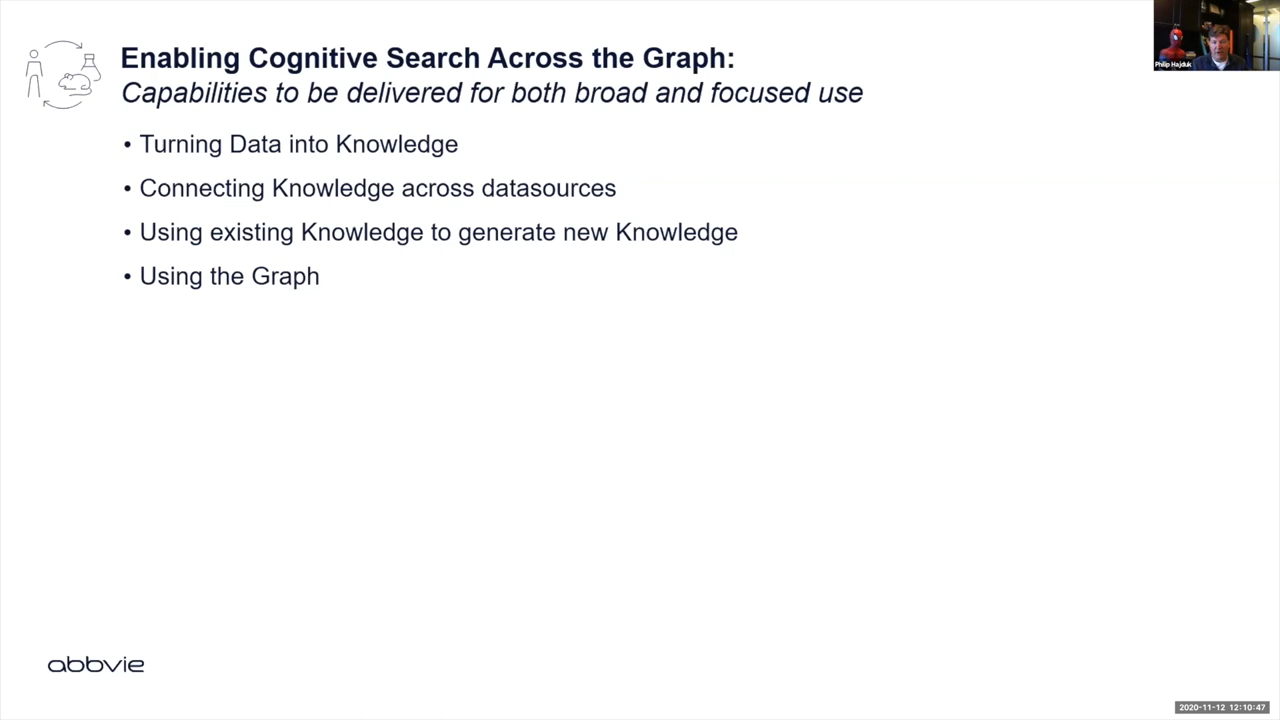 Enabling Cognitive Search Across the Graph:
Capabilities to be delivered for both broad and focused use
• Turning Data into Knowledge
• Connecting Knowledge across datasources
• Using existing Knowledge to generate new Knowledge
• Using the Graph
Philip Hajduk
abbvie
2020-11-12 12:10:47